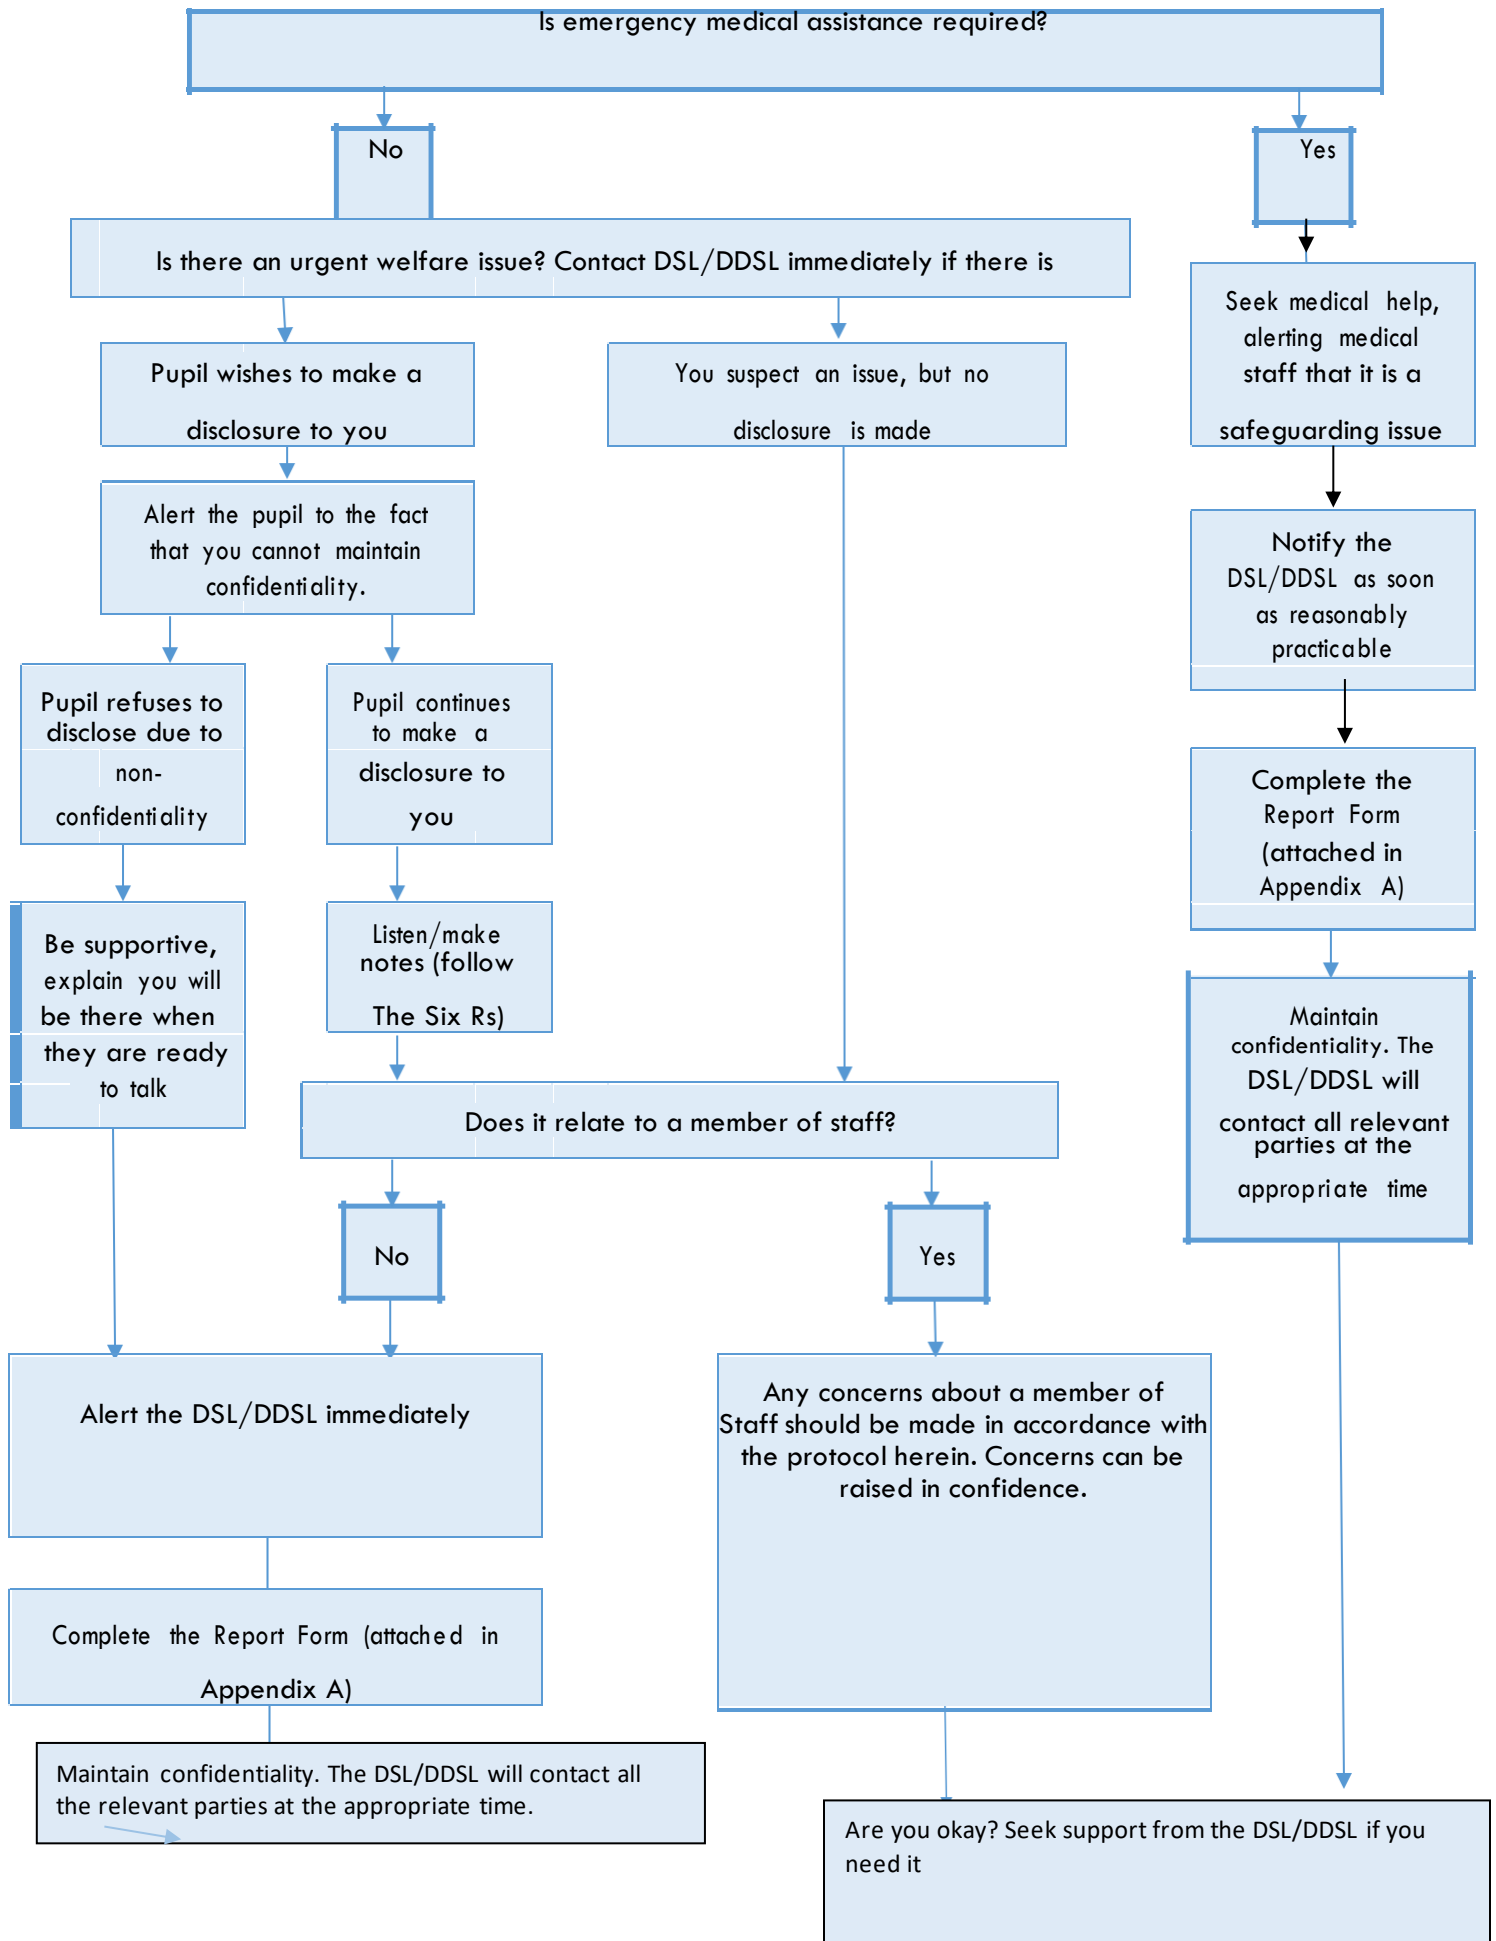 Is emergency medical assistance required?
No
Yes
Is there an urgent welfare issue? Contact DSL/DDSL immediately if there is
Seek medical help,
alerting medical
staff that it is a
safeguarding issue
Pupil wishes to make a
disclosure to you
You suspect an issue, but no
disclosure is made
Alert the pupil to the fact
that you cannot maintain
confidentiality.
Notify the
DSL/DDSL as soon
as reasonably
practicable
Pupil refuses to
disclose due to
non-
confidentiality
Pupil continues
to make a
disclosure to
you
Complete the
Report Form
(attached in
Appendix A)
Be supportive,
explain you will
be there when
they are ready
to talk
Listen/make
notes (follow
The Six Rs)
Maintain
confidentiality. The
DSL/DDSL will
contact all relevant
parties at the
appropriate time
Does it relate to a member of staff?
No
Yes
Alert the DSL/DDSL immediately
Any concerns about a member of
Staff should be made in accordance with
the protocol herein. Concerns can be
raised in confidence.
Complete the Report Form (attached in
Appendix A)
Maintain confidentiality. The DSL/DDSL will contact all
the relevant parties at the appropriate time.
Are you okay? Seek support from the DSL/DDSL if you
need it